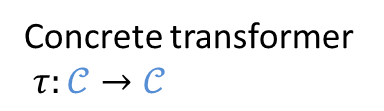 Concrete transformer
τ: 𝒞 → 𝒞